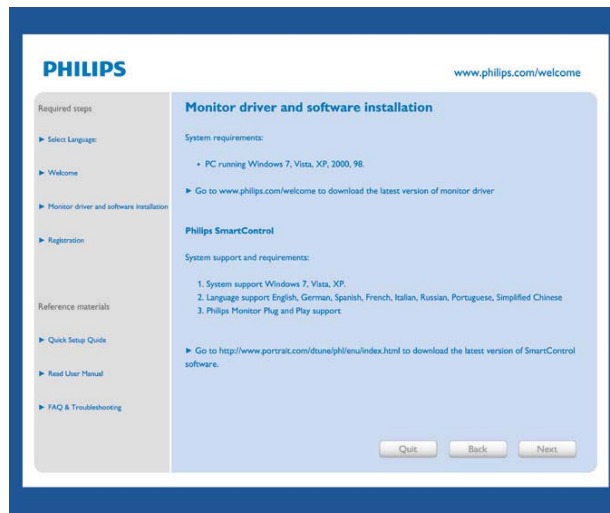 PHILIPS
www.philips.com/welcome
Required steps
Select Language:
Welcome
Monitor driver and software installation
Registration
Reference materials
Quick Setup Quide
Read User Manual
FAQ & Troubleshooting
Monitor driver and software installation
System requirements:
• PC running Windows 7, Vista, XP, 2000, 98.
Go to www.philips.com/welcome to download the latest version of monitor driver
Philips SmartControl
System support and requirements:
1. System support Windows 7, Vista, XP.
2. Language support English, German, Spanish, French, Italian, Russian, Portuguese, Simplified Chinese
3. Philips Monitor Plug and Play support
Go to http://www.portrait.com/dtune/phl/enu/index.html to download the latest version of SmartControl
software.
Quit
Back
Next